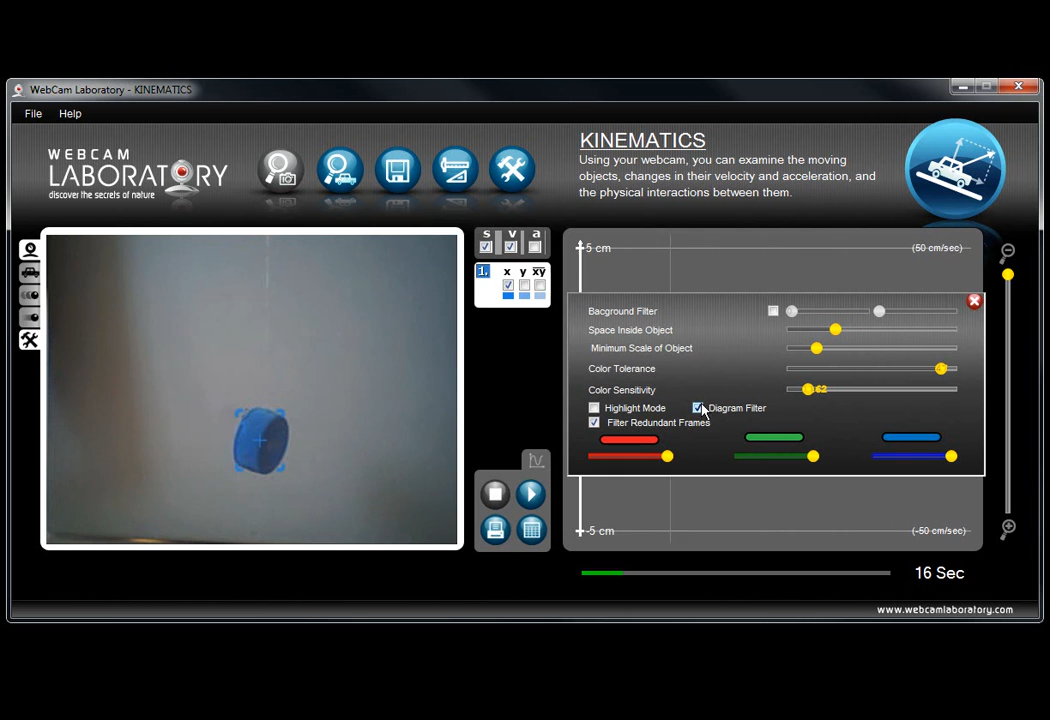 WebCam Laboratory - KINEMATICS
File Help
WEBCAM
LABORATORY
discover the secrets of nature
KINEMATICS
Using your webcam, you can examine the moving
objects, changes in their velocity and acceleration, and
the physical interactions between them.
s v a
1. x y xy
5 cm (50 cm/sec)
Bacground Filter
Space Inside Object
Minimum Scale of Object
Color Tolerance
Color Sensitivity 62
Highlight Mode Diagram Filter
Filter Redundant Frames
-5 cm (-50 cm/sec)
16 Sec
www.webcamlaboratory.com